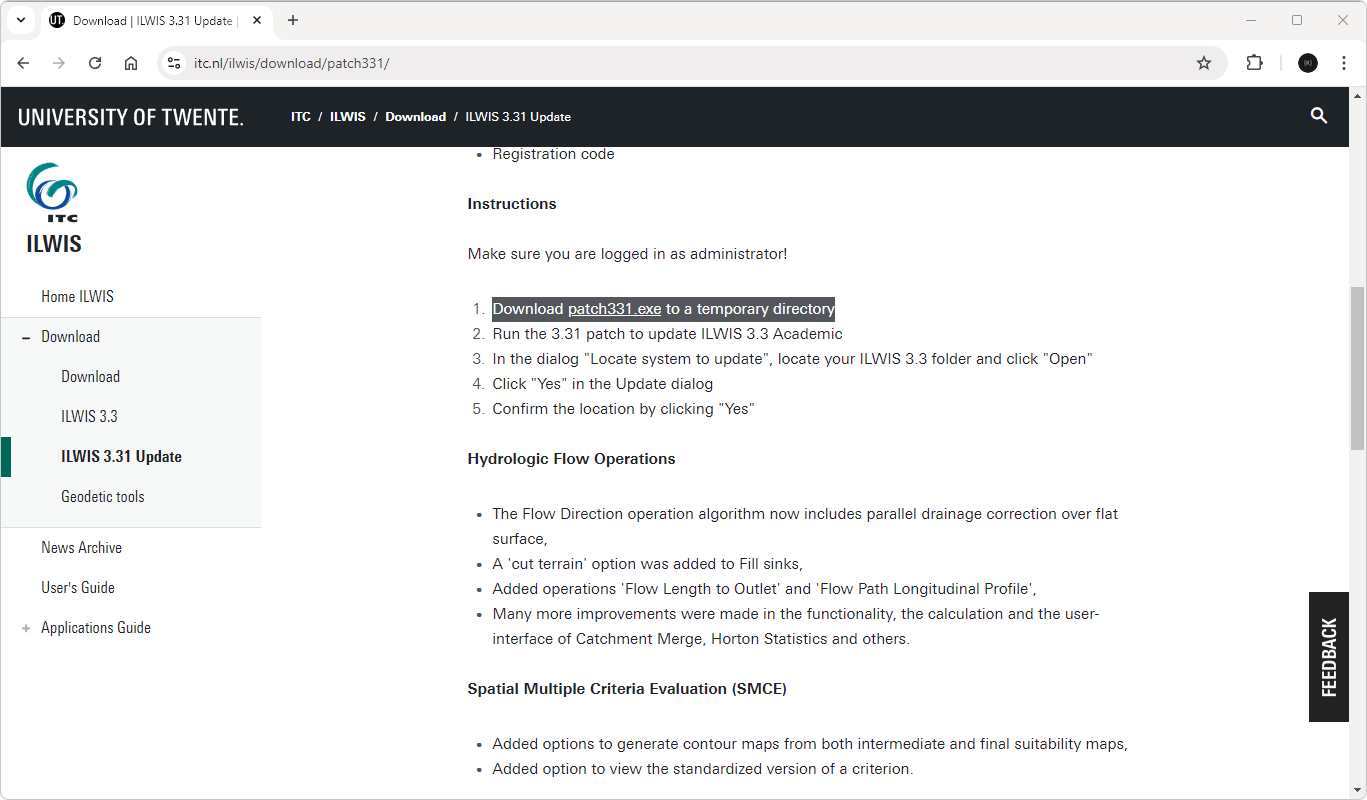 UT. Download | ILWIS 3.31 Update |
itc.nl/ilwis/download/patch331/
UNIVERSITY OF TWENTE.
ITC / ILWIS / Download / ILWIS 3.31 Update
ITC
ILWIS
Home ILWIS
– Download
Download
ILWIS 3.3
ILWIS 3.31 Update
Geodetic tools
News Archive
User's Guide
+ Applications Guide
• Registration code
Instructions
Make sure you are logged in as administrator!
1. Download patch331.exe to a temporary directory
2. Run the 3.31 patch to update ILWIS 3.3 Academic
3. In the dialog "Locate system to update", locate your ILWIS 3.3 folder and click "Open"
4. Click "Yes" in the Update dialog
5. Confirm the location by clicking "Yes"
Hydrologic Flow Operations
• The Flow Direction operation algorithm now includes parallel drainage correction over flat
surface,
• A 'cut terrain' option was added to Fill sinks,
• Added operations 'Flow Length to Outlet' and 'Flow Path Longitudinal Profile',
• Many more improvements were made in the functionality, the calculation and the user-
interface of Catchment Merge, Horton Statistics and others.
Spatial Multiple Criteria Evaluation (SMCE)
• Added options to generate contour maps from both intermediate and final suitability maps,
• Added option to view the standardized version of a criterion.
FEEDBACK